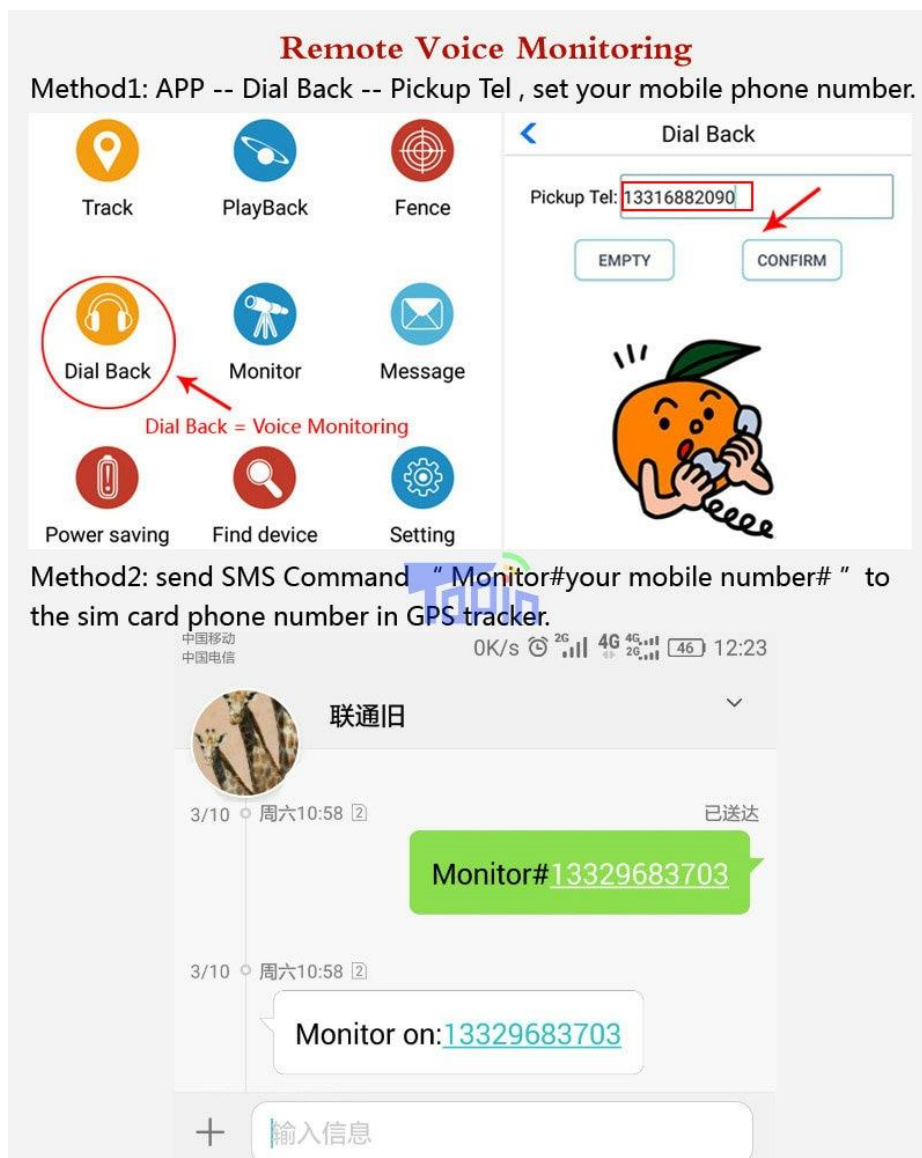 Remote Voice Monitoring
Method1: APP -- Dial Back -- Pickup Tel , set your mobile phone number.
Track
PlayBack
Fence
Dial Back
Monitor
Message
Dial Back = Voice Monitoring
Power saving
Find device
Setting
Dial Back
Pickup Tel: 13316882090
EMPTY
CONFIRM
Method2: send SMS Command “ Monitor#your mobile number# ” to
the sim card phone number in GPS tracker.
Topin
中国移动
中国电信
0K/s 2G 4G 4G 2G 46 12:23
联通旧
3/10 周六10:58 2 已送达
Monitor#13329683703
3/10 周六10:58 2
Monitor on:13329683703
输入信息